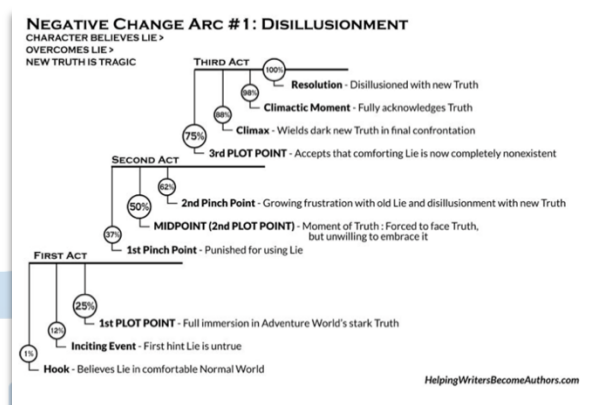 NEGATIVE CHANGE ARC #1: DISILLUSIONMENT
CHARACTER BELIEVES LIE >
OVERCOMES LIE >
NEW TRUTH IS TRAGIC
THIRD ACT
100%
Resolution - Disillusioned with new Truth
98%
Climactic Moment - Fully acknowledges Truth
88%
Climax - Wields dark new Truth in final confrontation
75%
3rd PLOT POINT - Accepts that comforting Lie is now completely nonexistent
SECOND ACT
62%
2nd Pinch Point - Growing frustration with old Lie and disillusionment with new Truth
50%
MIDPOINT (2nd PLOT POINT) - Moment of Truth: Forced to face Truth,
but unwilling to embrace it
37%
1st Pinch Point - Punished for using Lie
FIRST ACT
25%
1st PLOT POINT - Full immersion in Adventure World's stark Truth
12%
Inciting Event - First hint Lie is untrue
1%
Hook - Believes Lie in comfortable Normal World
HelpingWritersBecomeAuthors.com